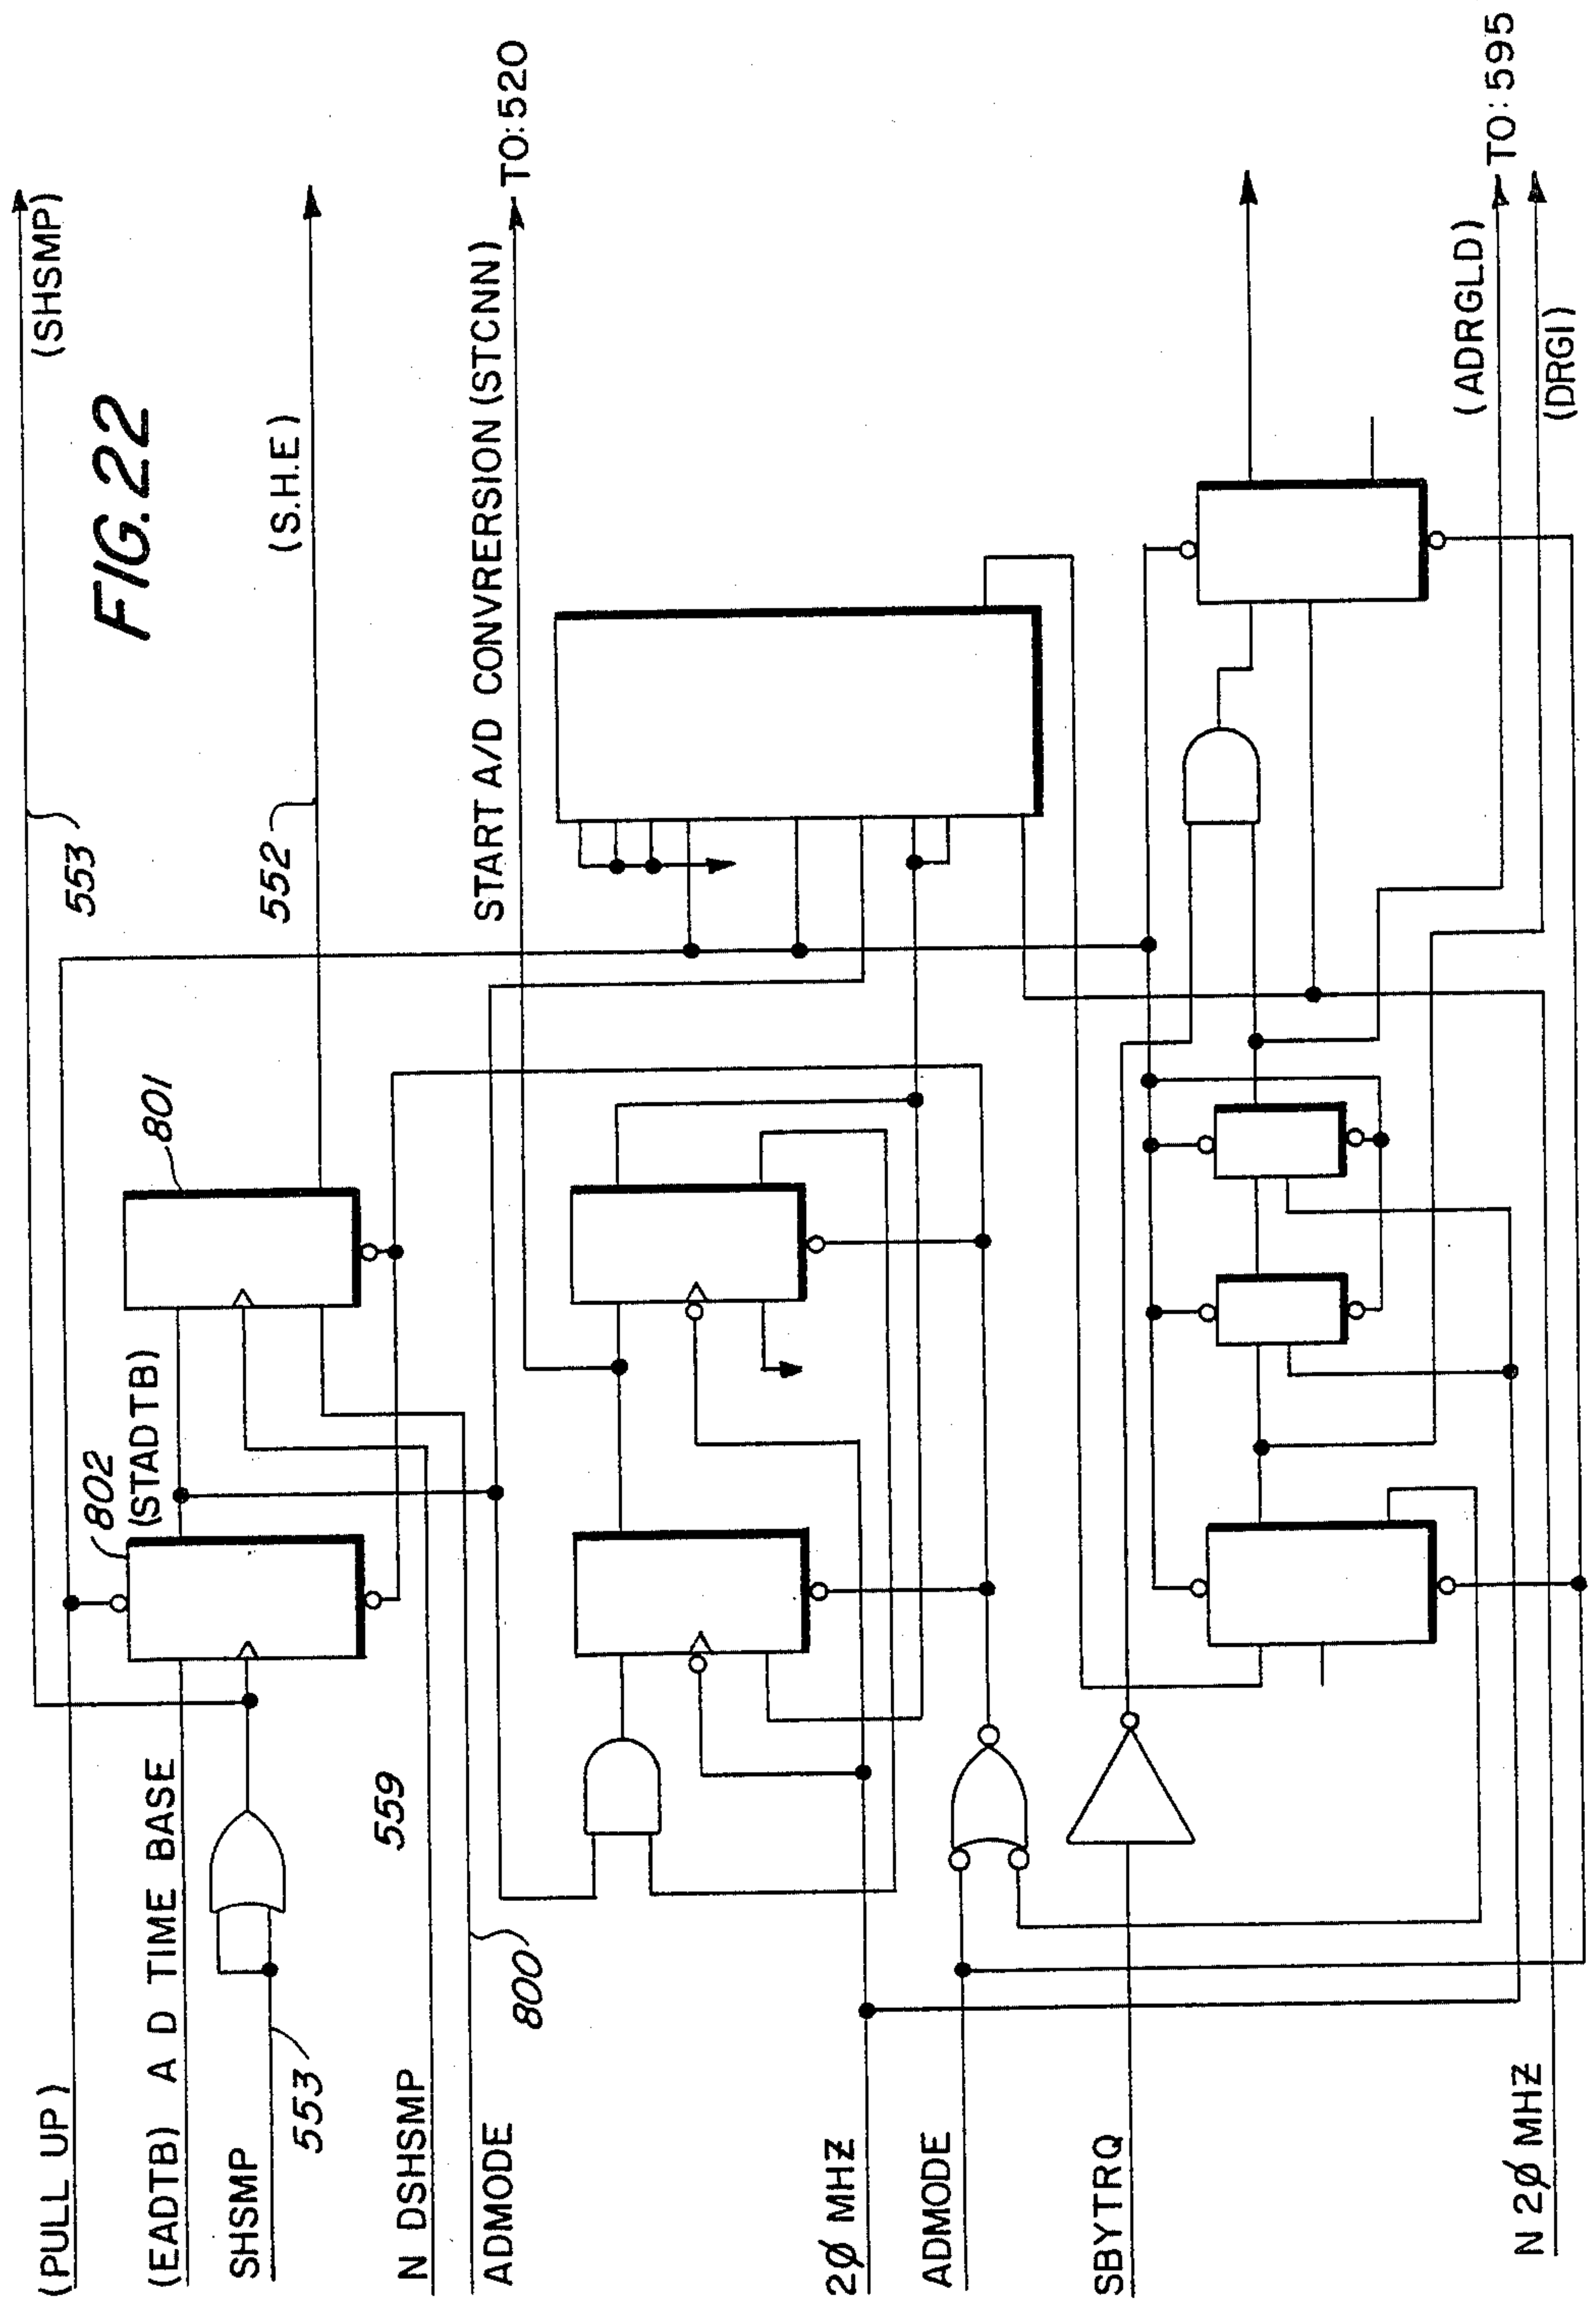 FIG. 22
(SHSMP)
553
(S.H.E)
552
START A/D CONVRERSION (STCNN)
TO:520
801
802
(STADTB)
(PULL UP)
(EADTB) A D TIME BASE
SHSMP
553
559
N DSHSMP
800
ADMODE
2Ø MHZ
ADMODE
SBYTRQ
N 2Ø MHZ
(ADRGLD)
TO:595
(DRGI)